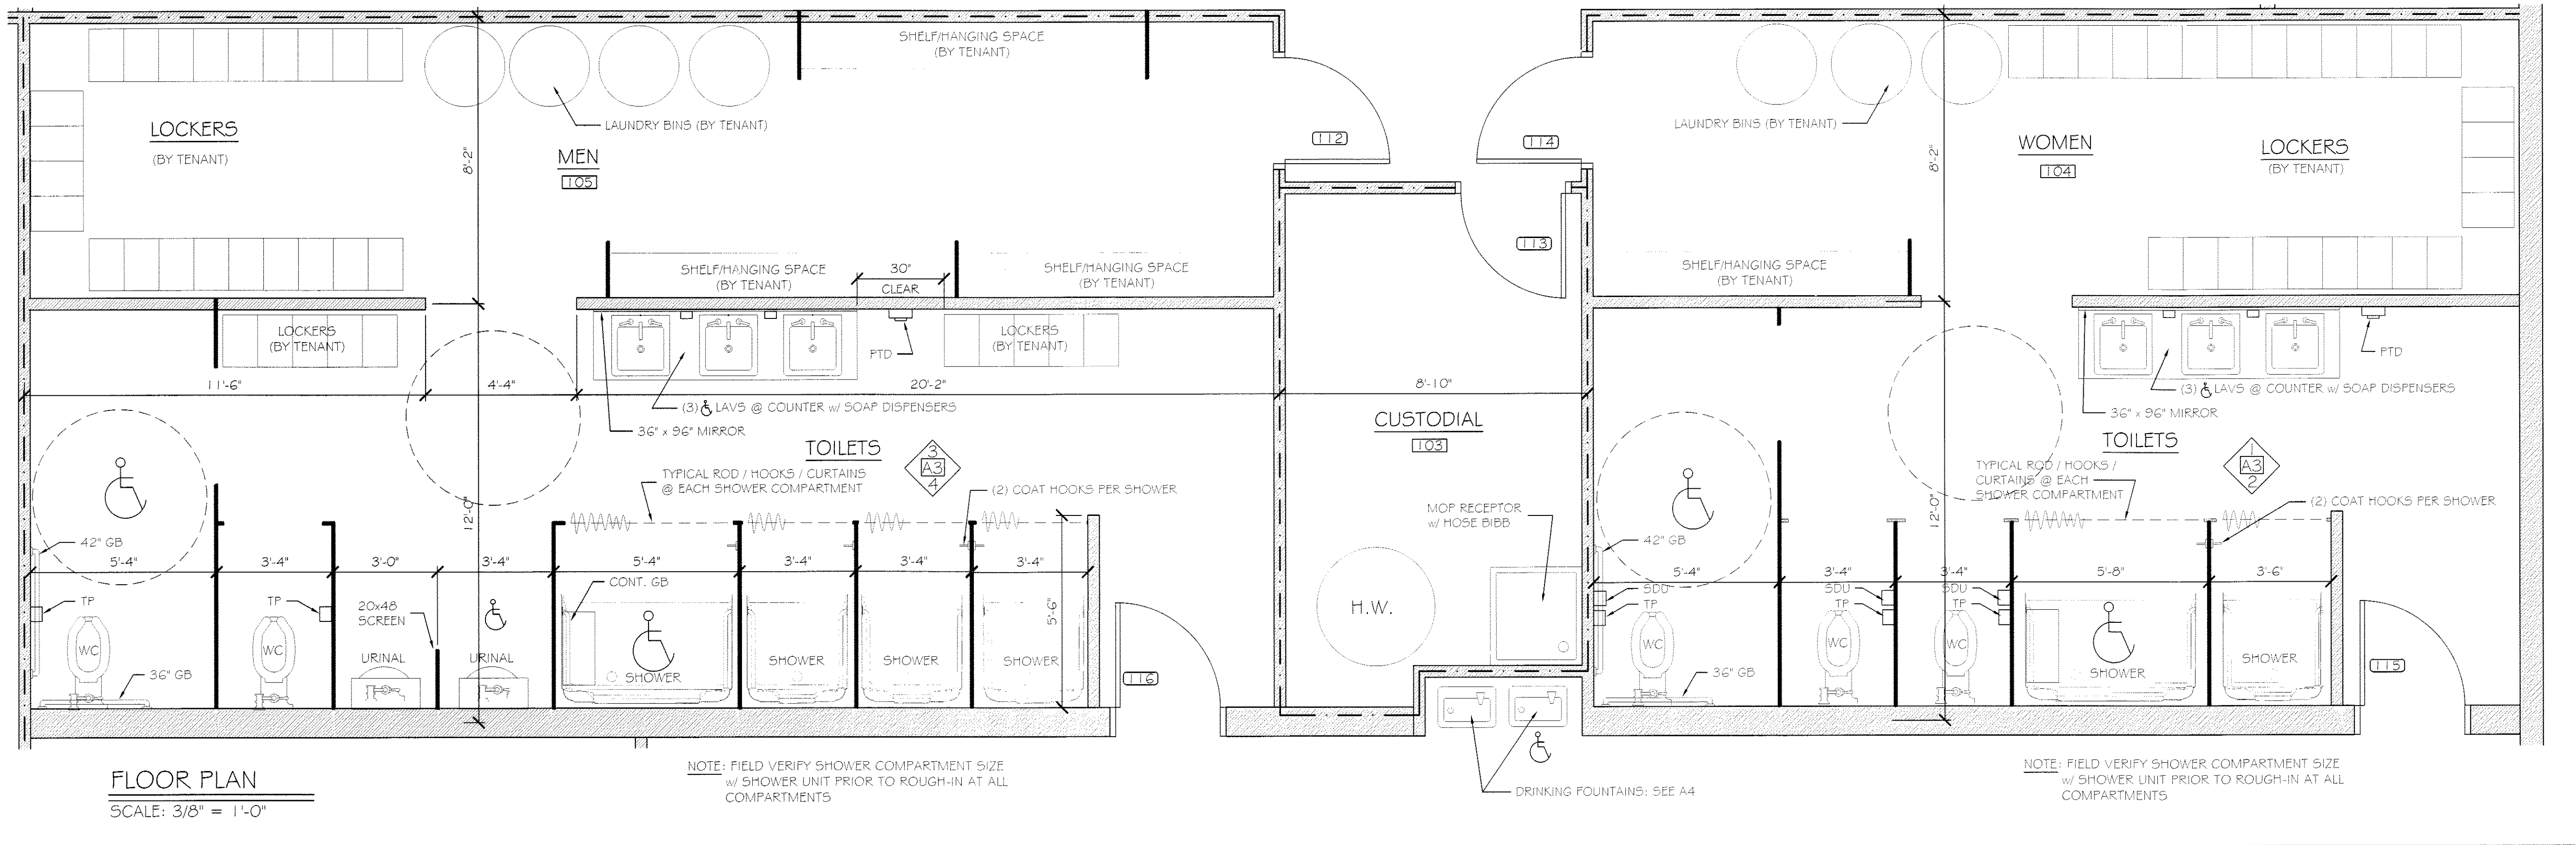 SHELF/HANGING SPACE
(BY TENANT)
LAUNDRY BINS (BY TENANT)
LOCKERS
(BY TENANT)
8'-2"
MEN
105
112
114
LAUNDRY BINS (BY TENANT)
WOMEN
104
8'-2"
LOCKERS
(BY TENANT)
113
SHELF/HANGING SPACE
(BY TENANT)
30"
CLEAR
SHELF/HANGING SPACE
(BY TENANT)
SHELF/HANGING SPACE
(BY TENANT)
LOCKERS
(BY TENANT)
PTD
LOCKERS
(BY TENANT)
PTD
11'-6"
4'-4"
20'-2"
8'-10"
(3) LAVS @ COUNTER w/ SOAP DISPENSERS
36" x 96" MIRROR
(3) LAVS @ COUNTER w/ SOAP DISPENSERS
36" x 96" MIRROR
CUSTODIAL
103
TOILETS
3
A3
4
TYPICAL ROD / HOOKS / CURTAINS
@ EACH SHOWER COMPARTMENT
(2) COAT HOOKS PER SHOWER
12'-0"
TOILETS
1
A3
2
TYPICAL ROD / HOOKS /
CURTAINS @ EACH
SHOWER COMPARTMENT
(2) COAT HOOKS PER SHOWER
12'-0"
MOP RECEPTOR
w/ HOSE BIBB
42" GB
5'-4"
3'-4"
3'-0"
3'-4"
5'-4"
3'-4"
3'-4"
3'-4"
5'-6"
42" GB
5'-4"
3'-4"
3'-4"
5'-8"
3'-6"
CONT. GB
TP
TP
20x48
SCREEN
H.W.
SDU
TP
SDU
TP
SDU
TP
WC
WC
URINAL
URINAL
SHOWER
SHOWER
SHOWER
SHOWER
36" GB
116
WC
WC
WC
SHOWER
SHOWER
36" GB
115
FLOOR PLAN
SCALE: 3/8" = 1'-0"
NOTE: FIELD VERIFY SHOWER COMPARTMENT SIZE
w/ SHOWER UNIT PRIOR TO ROUGH-IN AT ALL
COMPARTMENTS
DRINKING FOUNTAINS: SEE A4
NOTE: FIELD VERIFY SHOWER COMPARTMENT SIZE
w/ SHOWER UNIT PRIOR TO ROUGH-IN AT ALL
COMPARTMENTS